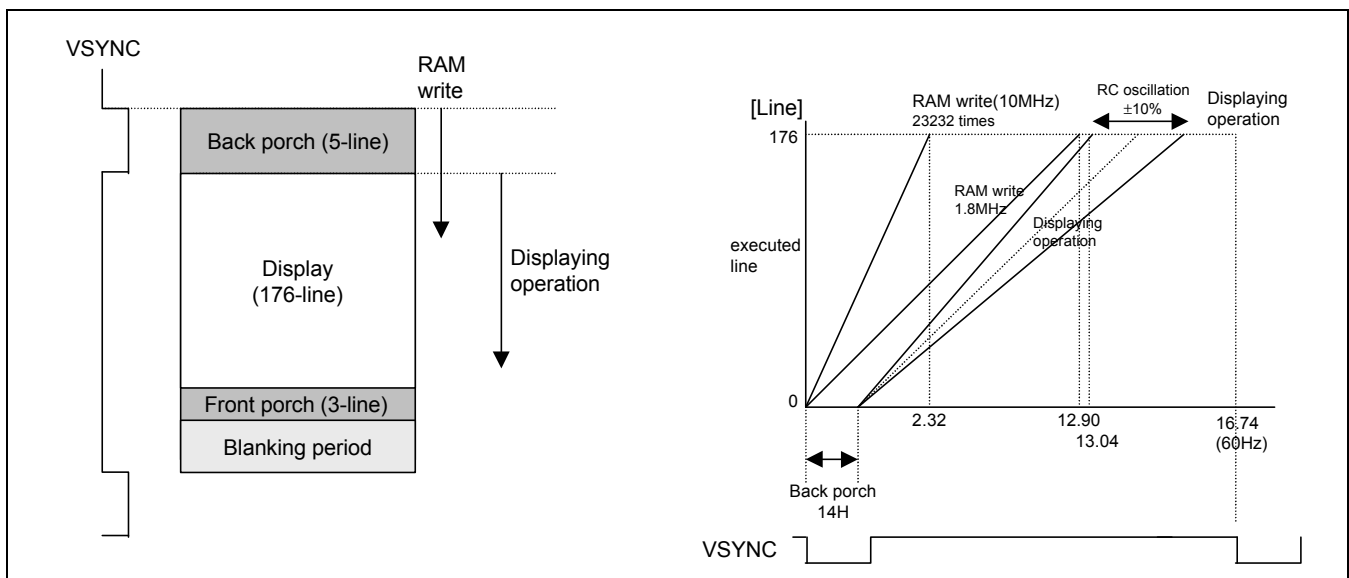 VSYNC
RAM
write
Back porch (5-line)
Display
(176-line)
Displaying
operation
Front porch (3-line)
Blanking period
[Line]
176
executed
line
0
RAM write(10MHz)
23232 times
RC oscillation
±10%
Displaying
operation
RAM write
1.8MHz
Displaying
operation
2.32
12.90
13.04
16.74
(60Hz)
Back porch
14H
VSYNC